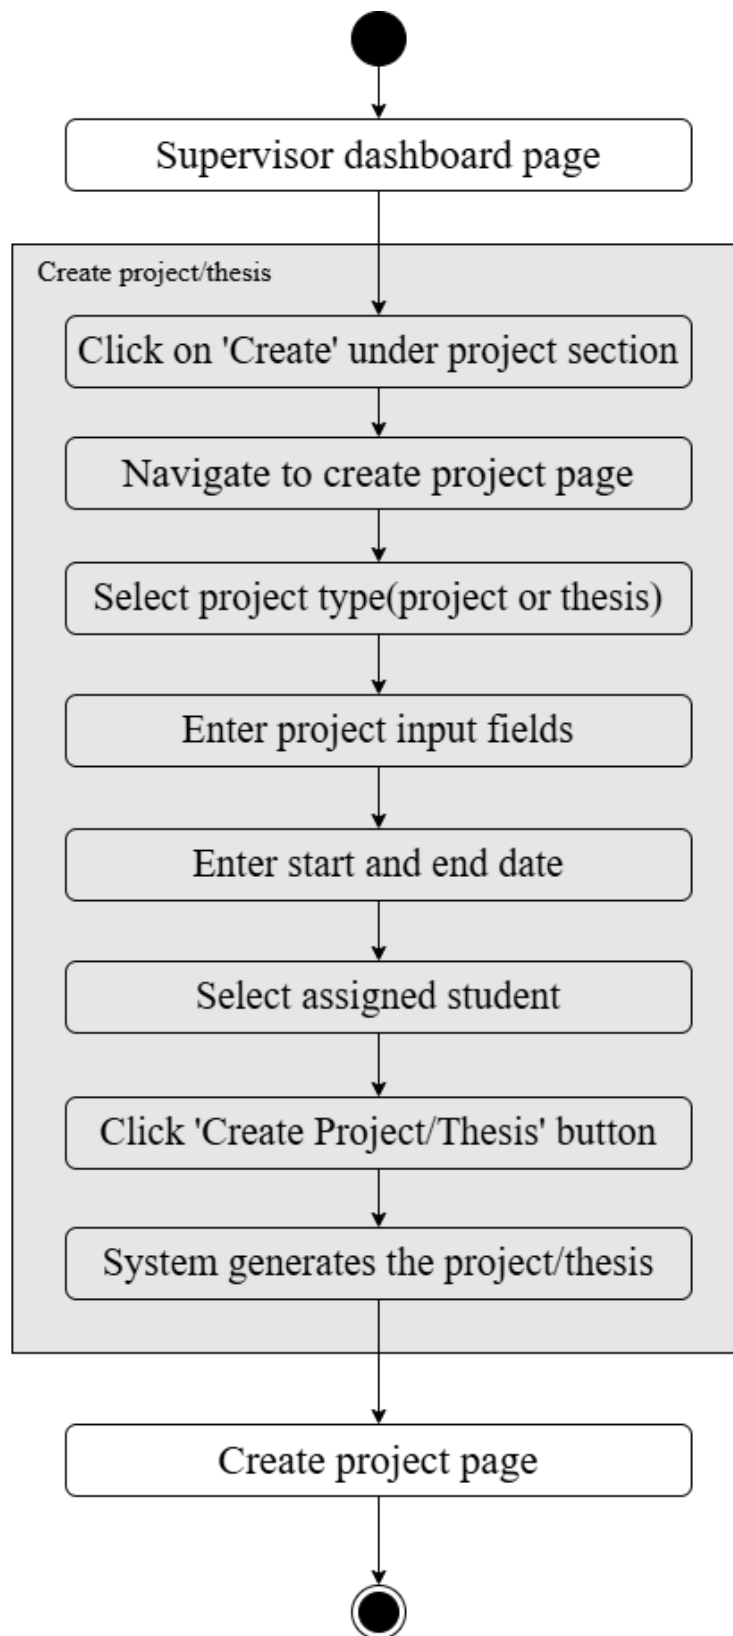 Supervisor dashboard page
Create project/thesis
Click on 'Create' under project section
Navigate to create project page
Select project type(project or thesis)
Enter project input fields
Enter start and end date
Select assigned student
Click 'Create Project/Thesis' button
System generates the project/thesis
Create project page